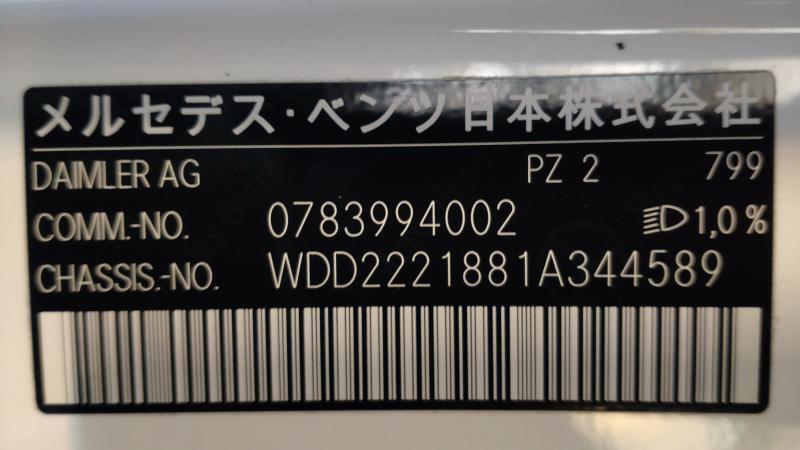 メルセデス・ベンツ日本株式会社
DAIMLER AG PZ 2 799
COMM.-NO. 0783994002 1,0 %
CHASSIS.-NO. WDD2221881A344589